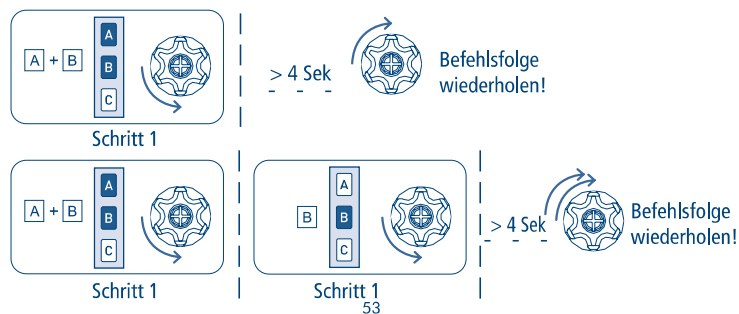 A + B
A
B
C
Schritt 1
> 4 Sek
Befehlsfolge
wiederholen!
A + B
A
B
C
Schritt 1
B
A
B
C
Schritt 1
> 4 Sek
Befehlsfolge
wiederholen!
53